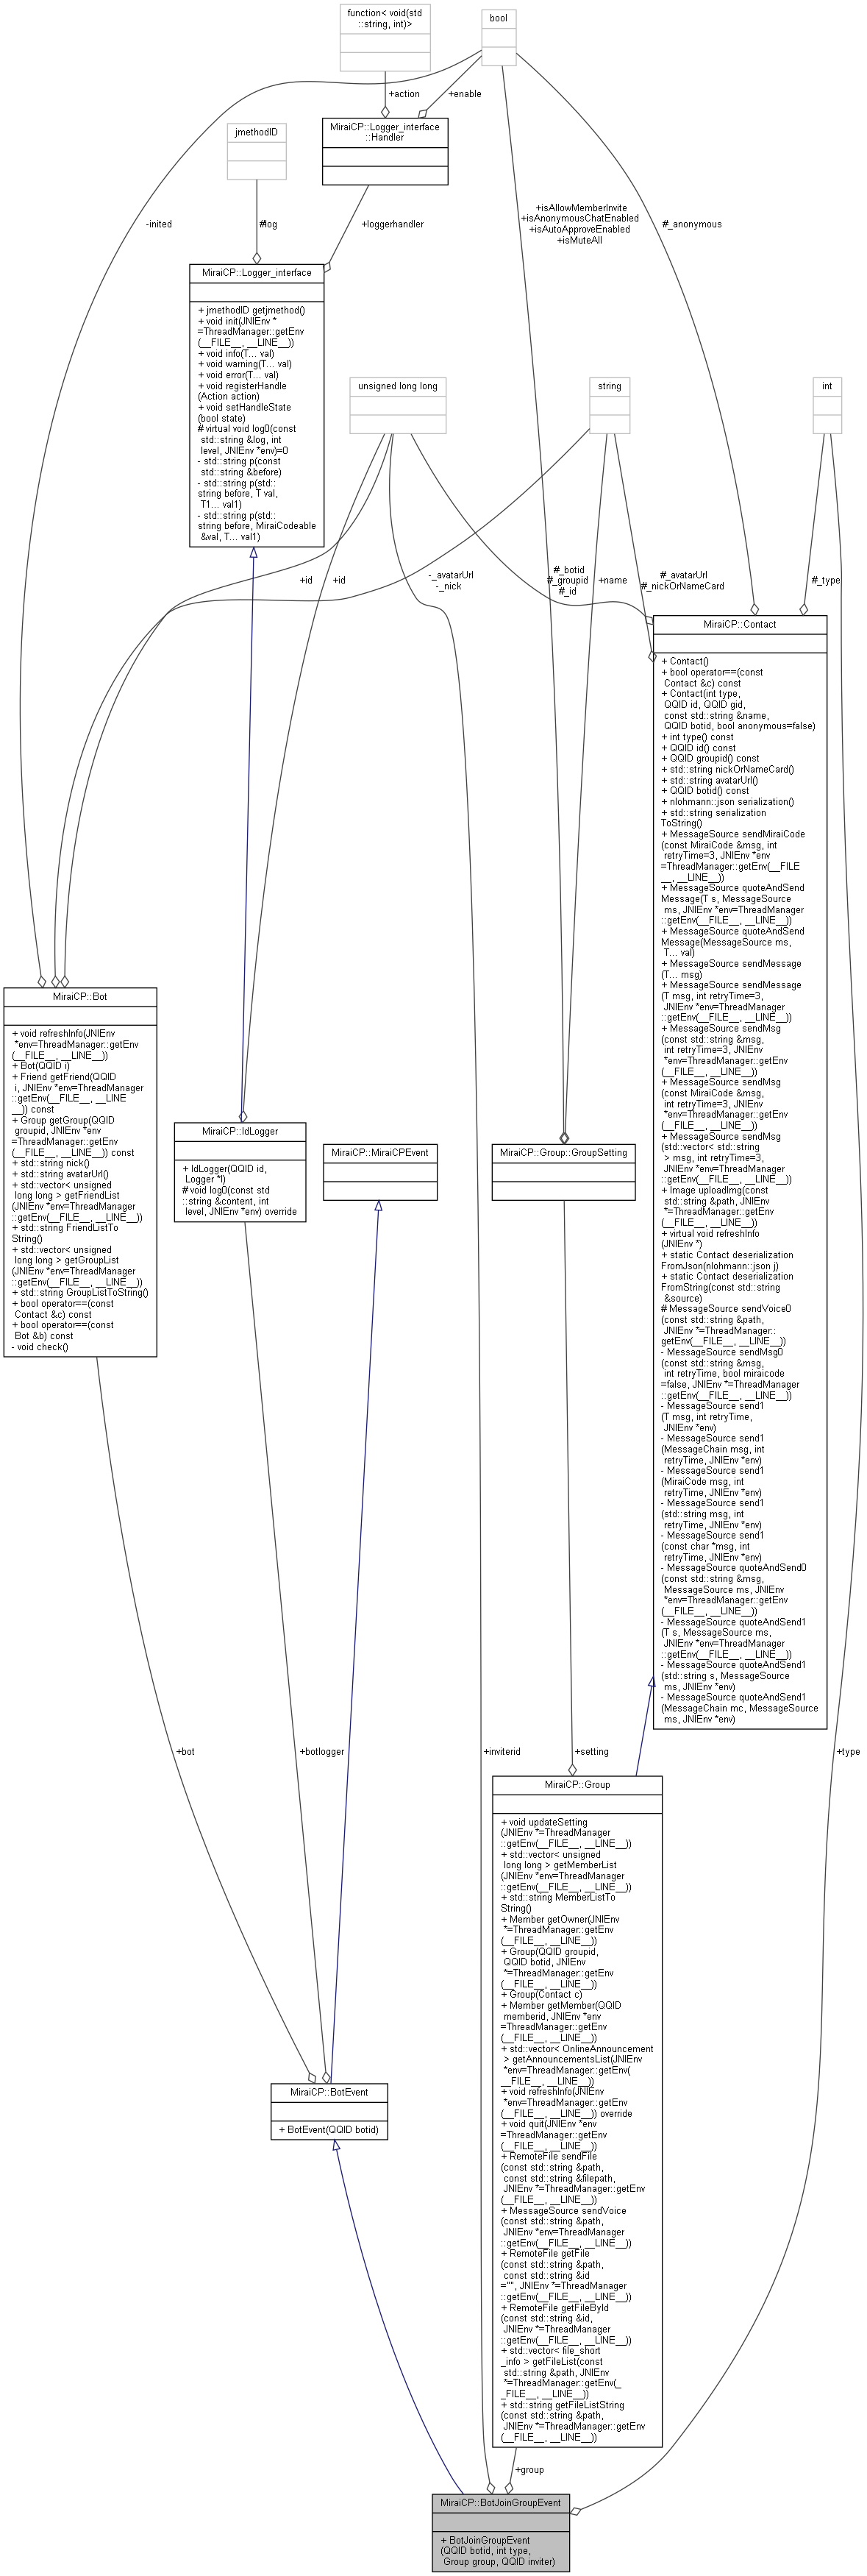 function< void(std
::string, int)>
bool
+action
+enable
MiraiCP::Logger_interface
::Handler
jmethodID
-inited
#log
+loggerhandler
+isAllowMemberInvite
+isAnonymousChatEnabled
+isAutoApproveEnabled
+isMuteAll
#_anonymous
MiraiCP::Logger_interface
+ jmethodID getjmethod()
+ void init(JNIEnv *
=ThreadManager::getEnv
(__FILE__, __LINE__))
+ void info(T... val)
+ void warning(T... val)
+ void error(T... val)
+ void registerHandle
(Action action)
+ void setHandleState
(bool state)
# virtual void log0(const
std::string &log, int
level, JNIEnv *env)=0
- std::string p(const
std::string &before)
- std::string p(std::
string before, T val,
T1... val1)
- std::string p(std::
string before, MiraiCodeable
&val, T... val1)
unsigned long long
string
int
+id
+id
-_avatarUrl
-_nick
#_botid
#_groupid
#_id
+name
#_avatarUrl
#_nickOrNameCard
#_type
MiraiCP::Contact
+ Contact()
+ bool operator==(const
Contact &c) const
+ Contact(int type,
QQID id, QQID gid,
const std::string &name,
QQID botid, bool anonymous=false)
+ int type() const
+ QQID id() const
+ QQID groupid() const
+ std::string nickOrNameCard()
+ std::string avatarUrl()
+ QQID botid() const
+ nlohmann::json serialization()
+ std::string serialization
ToString()
+ MessageSource sendMiraiCode
(const MiraiCode &msg, int
retryTime=3, JNIEnv *env
=ThreadManager::getEnv(__FILE
__, __LINE__))
+ MessageSource quoteAndSend
Message(T s, MessageSource
ms, JNIEnv *env=ThreadManager
::getEnv(__FILE__, __LINE__))
+ MessageSource quoteAndSend
Message(MessageSource ms,
T... val)
+ MessageSource sendMessage
(T... msg)
+ MessageSource sendMessage
(T msg, int retryTime=3,
JNIEnv *env=ThreadManager
::getEnv(__FILE__, __LINE__))
+ MessageSource sendMsg
(const std::string &msg,
int retryTime=3, JNIEnv
*env=ThreadManager::getEnv
(__FILE__, __LINE__))
+ MessageSource sendMsg
(const MiraiCode &msg,
int retryTime=3, JNIEnv
*env=ThreadManager::getEnv
(__FILE__, __LINE__))
+ MessageSource sendMsg
(std::vector< std::string
> msg, int retryTime=3,
JNIEnv *env=ThreadManager
::getEnv(__FILE__, __LINE__))
+ Image uploadImg(const
std::string &path, JNIEnv
*=ThreadManager::getEnv
(__FILE__, __LINE__))
+ virtual void refreshInfo
(JNIEnv *)
+ static Contact deserialization
FromJson(nlohmann::json j)
+ static Contact deserialization
FromString(const std::string
&source)
# MessageSource sendVoice0
(const std::string &path,
JNIEnv *=ThreadManager::
getEnv(__FILE__, __LINE__))
- MessageSource sendMsg0
(const std::string &msg,
int retryTime, bool miraicode
=false, JNIEnv *=ThreadManager
::getEnv(__FILE__, __LINE__))
- MessageSource send1
(T msg, int retryTime,
JNIEnv *env)
- MessageSource send1
(MessageChain msg, int
retryTime, JNIEnv *env)
- MessageSource send1
(MiraiCode msg, int
retryTime, JNIEnv *env)
- MessageSource send1
(std::string msg, int
retryTime, JNIEnv *env)
- MessageSource send1
(const char *msg, int
retryTime, JNIEnv *env)
- MessageSource quoteAndSend0
(const std::string &msg,
MessageSource ms, JNIEnv
*env=ThreadManager::getEnv
(__FILE__, __LINE__))
- MessageSource quoteAndSend1
(T s, MessageSource ms,
JNIEnv *env=ThreadManager
::getEnv(__FILE__, __LINE__))
- MessageSource quoteAndSend1
(std::string s, MessageSource
ms, JNIEnv *env)
- MessageSource quoteAndSend1
(MessageChain mc, MessageSource
ms, JNIEnv *env)
MiraiCP::Bot
+ void refreshInfo(JNIEnv
*env=ThreadManager::getEnv
(__FILE__, __LINE__))
+ Bot(QQID i)
+ Friend getFriend(QQID
i, JNIEnv *env=ThreadManager
::getEnv(__FILE__, __LINE
__)) const
+ Group getGroup(QQID
groupid, JNIEnv *env
=ThreadManager::getEnv
(__FILE__, __LINE__)) const
+ std::string nick()
+ std::string avatarUrl()
+ std::vector< unsigned
long long > getFriendList
(JNIEnv *env=ThreadManager
::getEnv(__FILE__, __LINE__))
+ std::string FriendListTo
String()
+ std::vector< unsigned
long long > getGroupList
(JNIEnv *env=ThreadManager
::getEnv(__FILE__, __LINE__))
+ std::string GroupListToString()
+ bool operator==(const
Contact &c) const
+ bool operator==(const
Bot &b) const
- void check()
MiraiCP::IdLogger
+ IdLogger(QQID id,
Logger *l)
# void log0(const std
::string &content, int
level, JNIEnv *env) override
MiraiCP::MiraiCPEvent
MiraiCP::Group::GroupSetting
+bot
+botlogger
+inviterid
+setting
+type
MiraiCP::Group
+ void updateSetting
(JNIEnv *=ThreadManager
::getEnv(__FILE__, __LINE__))
+ std::vector< unsigned
long long > getMemberList
(JNIEnv *env=ThreadManager
::getEnv(__FILE__, __LINE__))
+ std::string MemberListTo
String()
+ Member getOwner(JNIEnv
*=ThreadManager::getEnv
(__FILE__, __LINE__))
+ Group(QQID groupid,
QQID botid, JNIEnv
*=ThreadManager::getEnv
(__FILE__, __LINE__))
+ Group(Contact c)
+ Member getMember(QQID
memberid, JNIEnv *env
=ThreadManager::getEnv
(__FILE__, __LINE__))
+ std::vector< OnlineAnnouncement
> getAnnouncementsList(JNIEnv
*env=ThreadManager::getEnv(
__FILE__, __LINE__))
+ void refreshInfo(JNIEnv
*env=ThreadManager::getEnv
(__FILE__, __LINE__)) override
+ void quit(JNIEnv *env
=ThreadManager::getEnv
(__FILE__, __LINE__))
+ RemoteFile sendFile
(const std::string &path,
const std::string &filepath,
JNIEnv *=ThreadManager::getEnv
(__FILE__, __LINE__))
+ MessageSource sendVoice
(const std::string &path,
JNIEnv *env=ThreadManager
::getEnv(__FILE__, __LINE__))
+ RemoteFile getFile
(const std::string &path,
const std::string &id
="", JNIEnv *=ThreadManager
::getEnv(__FILE__, __LINE__))
+ RemoteFile getFileById
(const std::string &id,
JNIEnv *=ThreadManager
::getEnv(__FILE__, __LINE__))
+ std::vector< file_short
_info > getFileList(const
std::string &path, JNIEnv
*=ThreadManager::getEnv(_
_FILE__, __LINE__))
+ std::string getFileListString
(const std::string &path,
JNIEnv *=ThreadManager::getEnv
(__FILE__, __LINE__))
MiraiCP::BotEvent
+ BotEvent(QQID botid)
+group
MiraiCP::BotJoinGroupEvent
+ BotJoinGroupEvent
(QQID botid, int type,
Group group, QQID inviter)